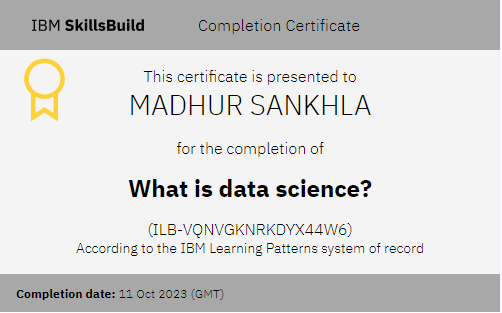 IBM SkillsBuild Completion Certificate
This certificate is presented to
MADHUR SANKHLA
for the completion of
What is data science?
(ILB-VQNVGKNRKDYX44W6)
According to the IBM Learning Patterns system of record
Completion date: 11 Oct 2023 (GMT)